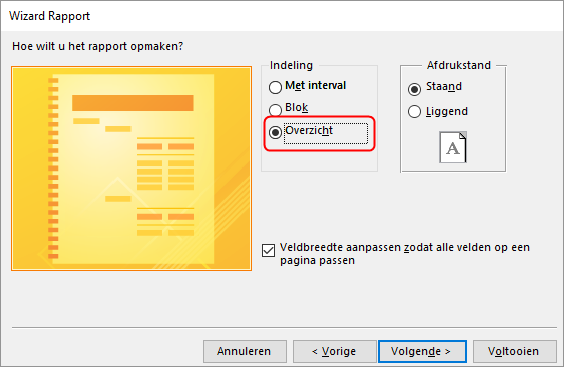 Wizard Rapport
Hoe wilt u het rapport opmaken?
Indeling
Met interval
Blok
Overzicht
Afdrukstand
Staand
Liggend
A
Veldbreedte aanpassen zodat alle velden op een
pagina passen
Annuleren
< Vorige
Volgende >
Voltooien